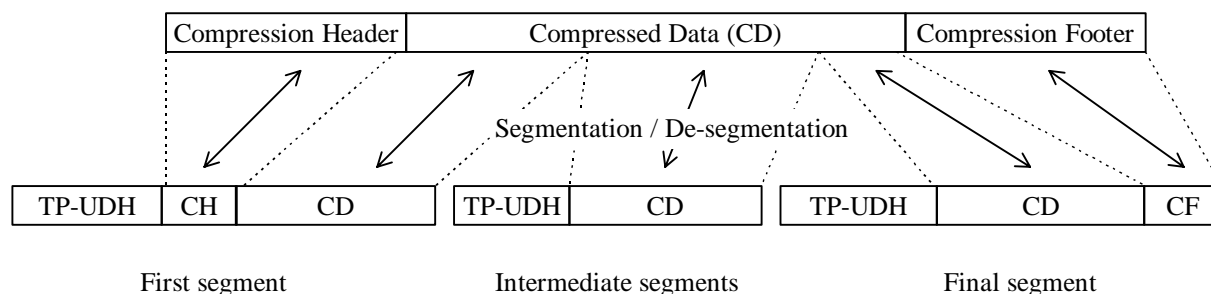 Compression Header Compressed Data (CD) Compression Footer
Segmentation / De-segmentation
TP-UDH CH CD TP-UDH CD TP-UDH CD CF
First segment Intermediate segments Final segment